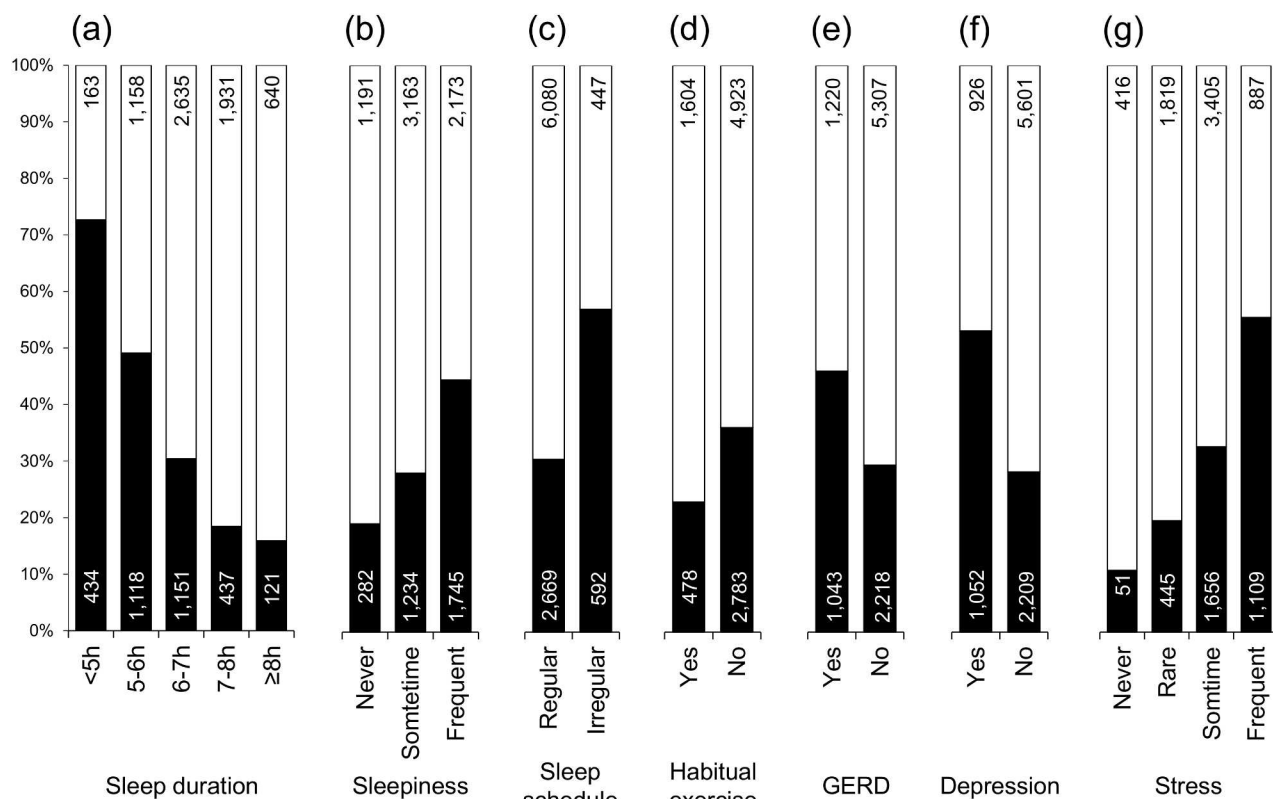 (a) (b) (c) (d) (e) (f) (g)
100%
90%
80%
70%
60%
50%
40%
30%
20%
10%
0%
163 1,158 2,635 1,931 640
434 1,118 1,151 437 121
<5h 5-6h 6-7h 7-8h ≥8h
Sleep duration
1,191 3,163 2,173
282 1,234 1,745
Never Somtetime Frequent
Sleepiness
6,080 447
2,669 592
Regular Irregular
Sleep
schedule
1,604 4,923
478 2,783
Yes No
Habitual
exercise
1,220 5,307
1,043 2,218
Yes No
GERD
926 5,601
1,052 2,209
Yes No
Depression
416 1,819 3,405 887
51 445 1,656 1,109
Never Rare Somtime Frequent
Stress